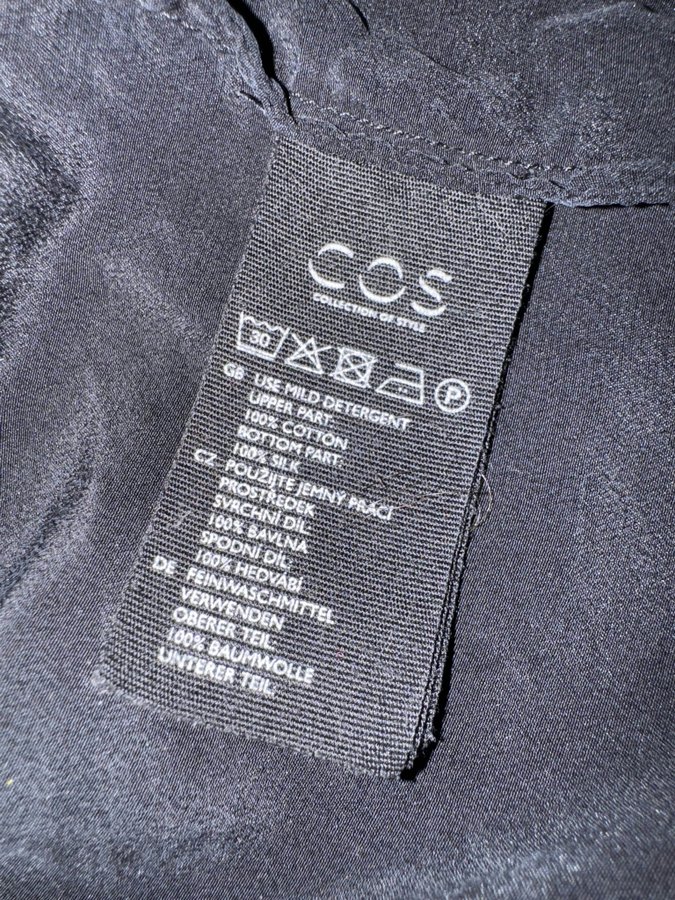 COS
COLLECTION OF STYLE
30 P
GB USE MILD DETERGENT
UPPER PART:
100% COTTON
BOTTOM PART:
100% SILK
CZ POUŽIJTE JEMNÝ PRACÍ
PROSTŘEDEK
SVRCHNÍ DÍL:
100% BAVLNA
SPODNÍ DÍL:
100% HEDVÁBÍ
DE FEINWASCHMITTEL
VERWENDEN
OBERER TEIL:
100% BAUMWOLLE
UNTERER TEIL: